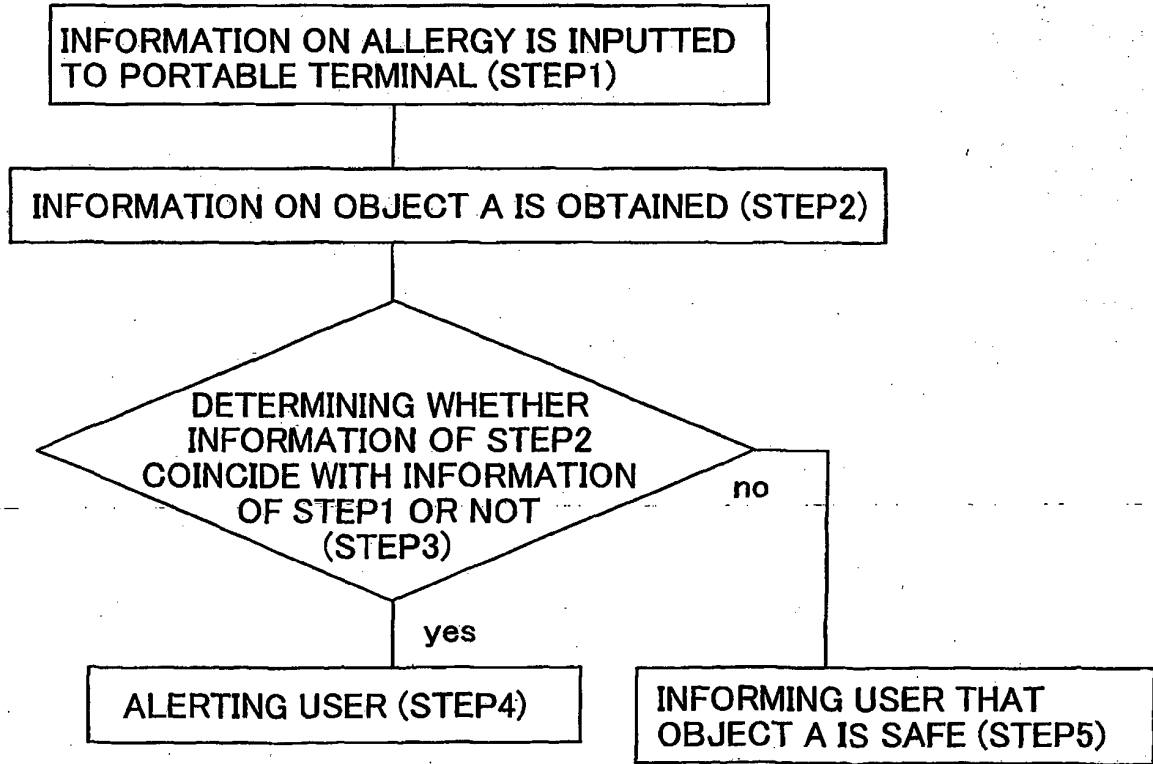 INFORMATION ON ALLERGY IS INPUTTED
TO PORTABLE TERMINAL (STEP1)
INFORMATION ON OBJECT A IS OBTAINED (STEP2)
DETERMINING WHETHER
INFORMATION OF STEP2
COINCIDE WITH INFORMATION
OF STEP1 OR NOT
(STEP3)
no
yes
ALERTING USER (STEP4)
INFORMING USER THAT
OBJECT A IS SAFE (STEP5)